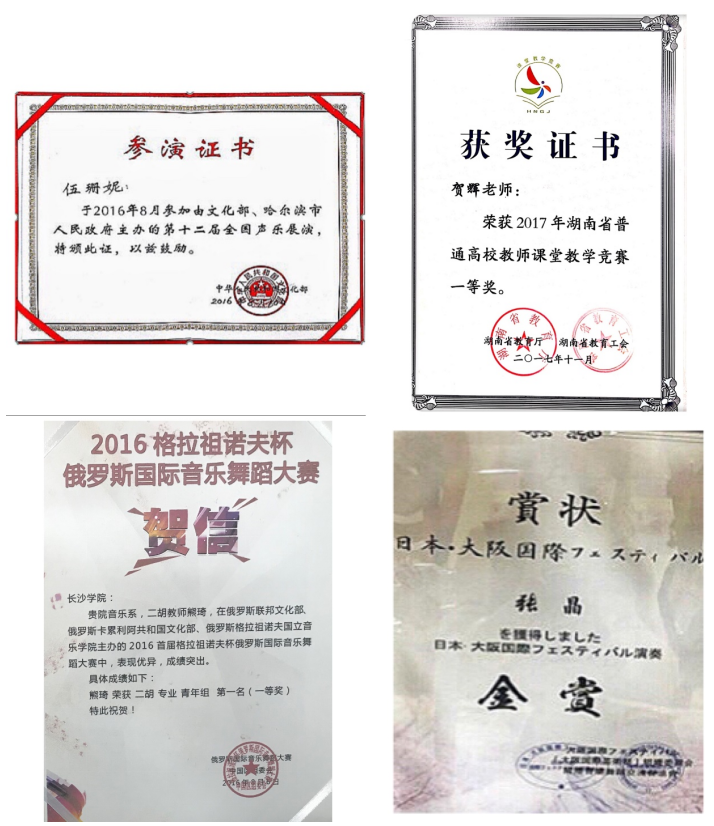 参演证书
伍珊妮:
于2016年8月参加由文化部、哈尔滨市
人民政府主办的第十二届全国声乐展演，
特颁此证，以兹鼓励。
2016
HNGJ
获奖证书
贺辉老师：
荣获2017年湖南省普
通高校教师课堂教学竞赛
一等奖。
湖南省教育厅 湖南省教育工会
二〇一七年十一月
2016格拉祖诺夫杯
俄罗斯国际音乐舞蹈大赛
贺信
长沙学院：
贵院音乐系，二胡教师熊琦，在俄罗斯联邦文化部、
俄罗斯卡累利阿共和国文化部、俄罗斯格拉祖诺夫国立音
乐学院主办的2016首届格拉祖诺夫杯俄罗斯国际音乐舞
蹈大赛中，表现优异，成绩突出。
具体成绩如下：
熊琦 荣获 二胡 专业 青年组 第一名（一等奖）
特此祝贺！
俄罗斯国际音乐舞蹈大赛
賞状
日本·大阪国際フェスティバル
張晶
を獲得しました
日本·大阪国際フェスティバル演奏
金賞